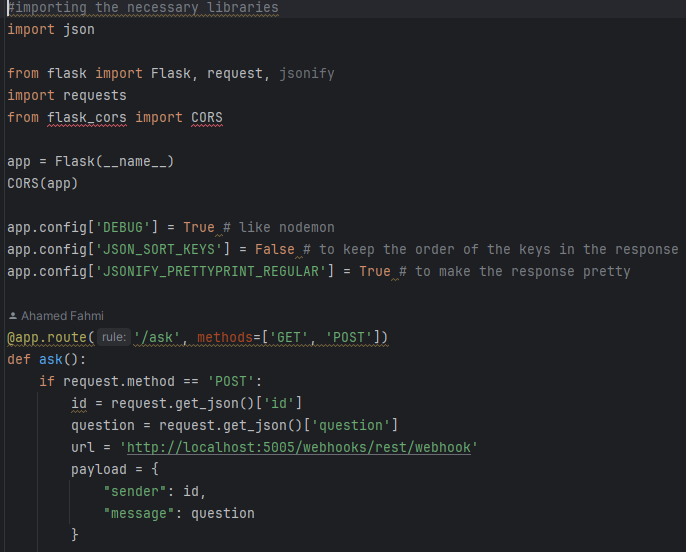 #importing the necessary libraries
import json
from flask import Flask, request, jsonify
import requests
from flask_cors import CORS
app = Flask(__name__)
CORS(app)
app.config['DEBUG'] = True # like nodemon
app.config['JSON_SORT_KEYS'] = False # to keep the order of the keys in the response
app.config['JSONIFY_PRETTYPRINT_REGULAR'] = True # to make the response pretty
Ahamed Fahmi
@app.route( rule: '/ask', methods=['GET', 'POST'])
def ask():
if request.method == 'POST':
id = request.get_json()['id']
question = request.get_json()['question']
url = 'http://localhost:5005/webhooks/rest/webhook'
payload = {
"sender": id,
"message": question
}